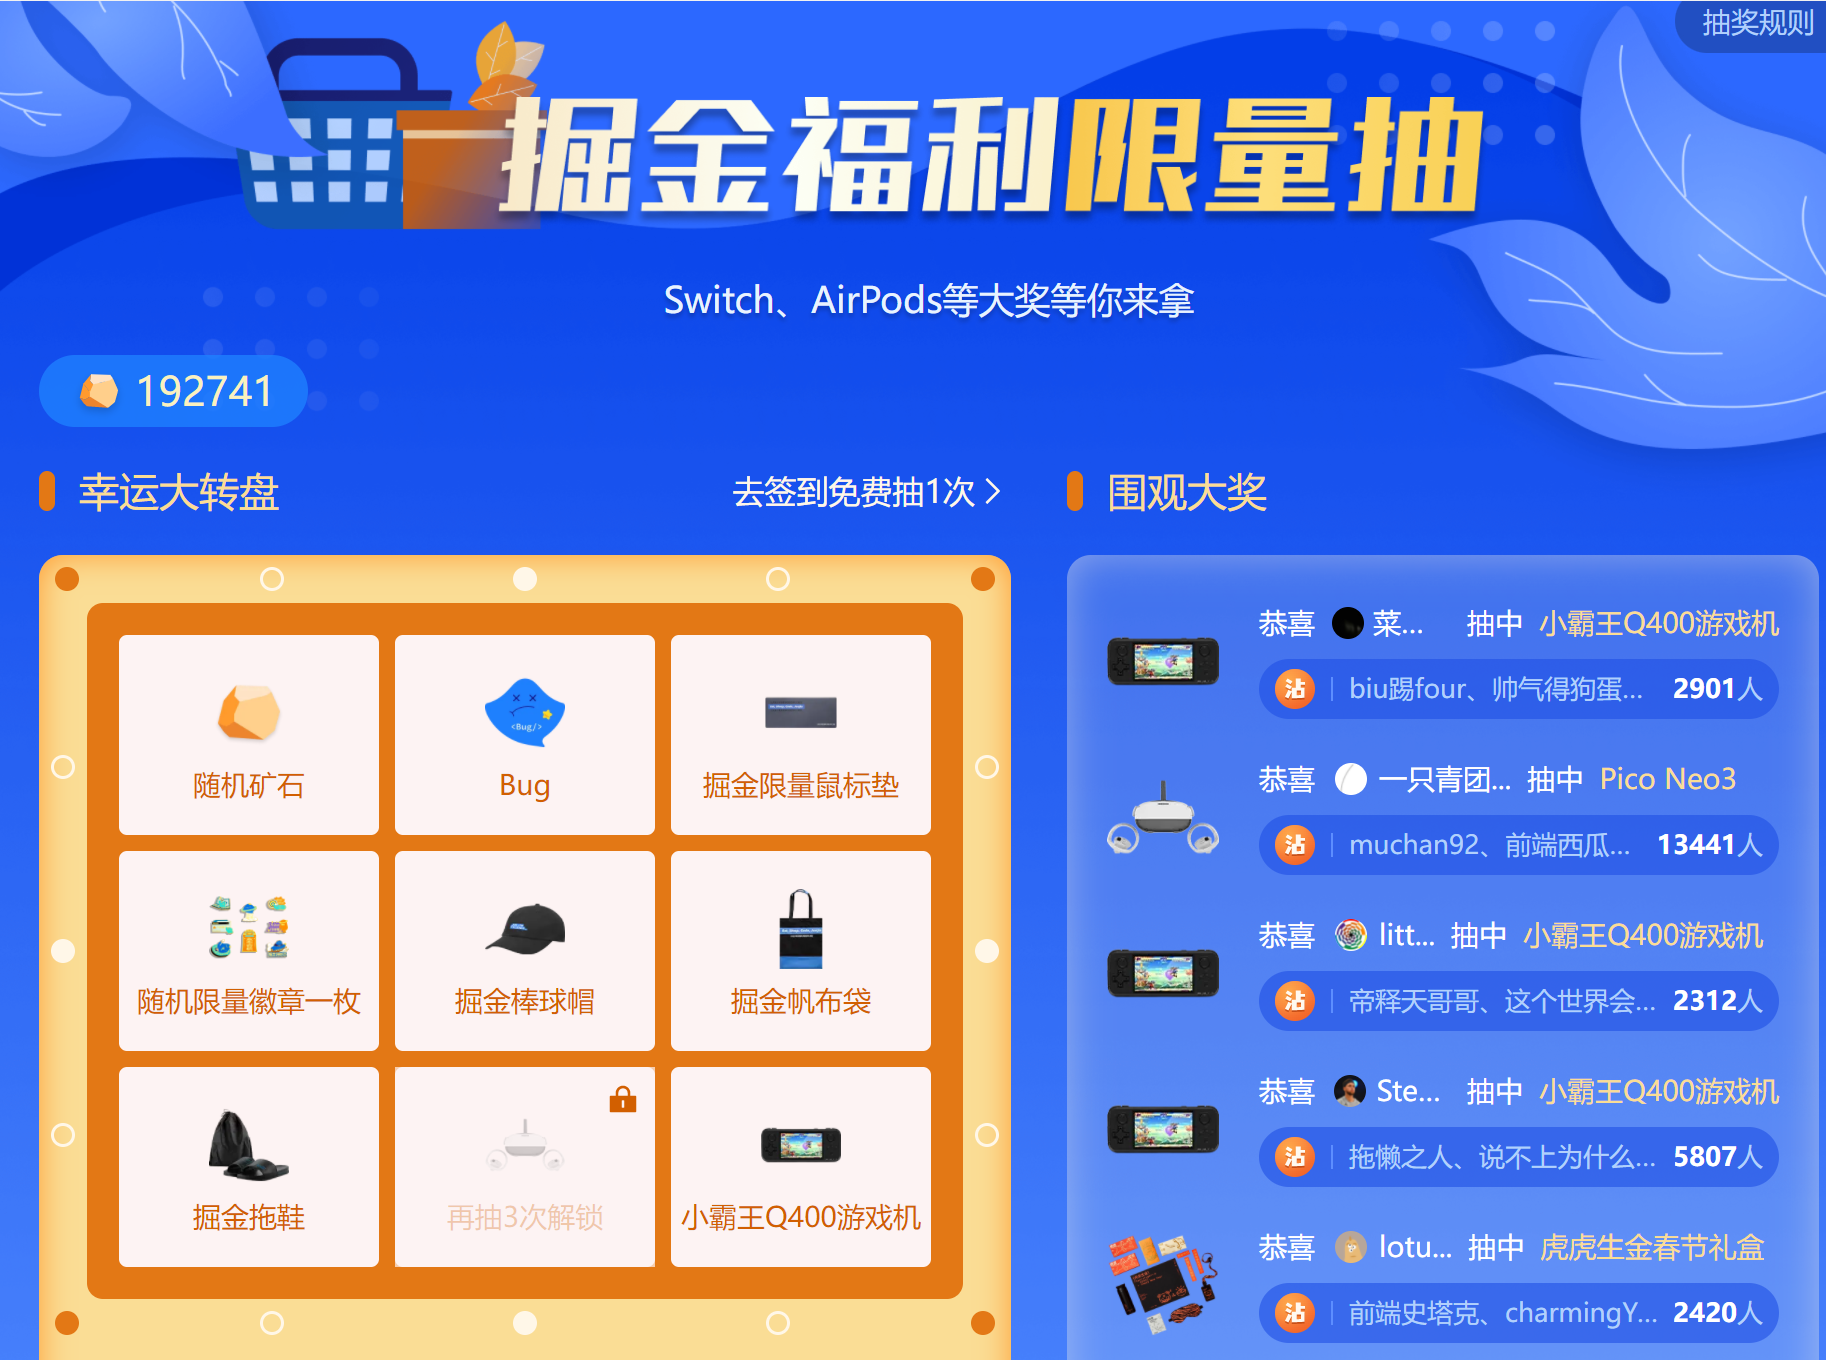 抽奖规则
掘金福利限量抽
Switch、AirPods等大奖等你来拿
192741
幸运大转盘
去签到免费抽1次
随机矿石
Bug
<Bug/>
掘金限量鼠标垫
随机限量徽章一枚
掘金棒球帽
掘金帆布袋
掘金拖鞋
再抽3次解锁
小霸王Q400游戏机
围观大奖
恭喜 菜... 抽中 小霸王Q400游戏机
沾 biu踢four、帅气得狗蛋... 2901人
恭喜 一只青团... 抽中 Pico Neo3
沾 muchan92、前端西瓜... 13441人
恭喜 litt... 抽中 小霸王Q400游戏机
沾 帝释天哥哥、这个世界会... 2312人
恭喜 Ste... 抽中 小霸王Q400游戏机
沾 拖懒之人、说不上为什么... 5807人
恭喜 lotu... 抽中 虎虎生金春节礼盒
沾 前端史塔克、charmingY... 2420人